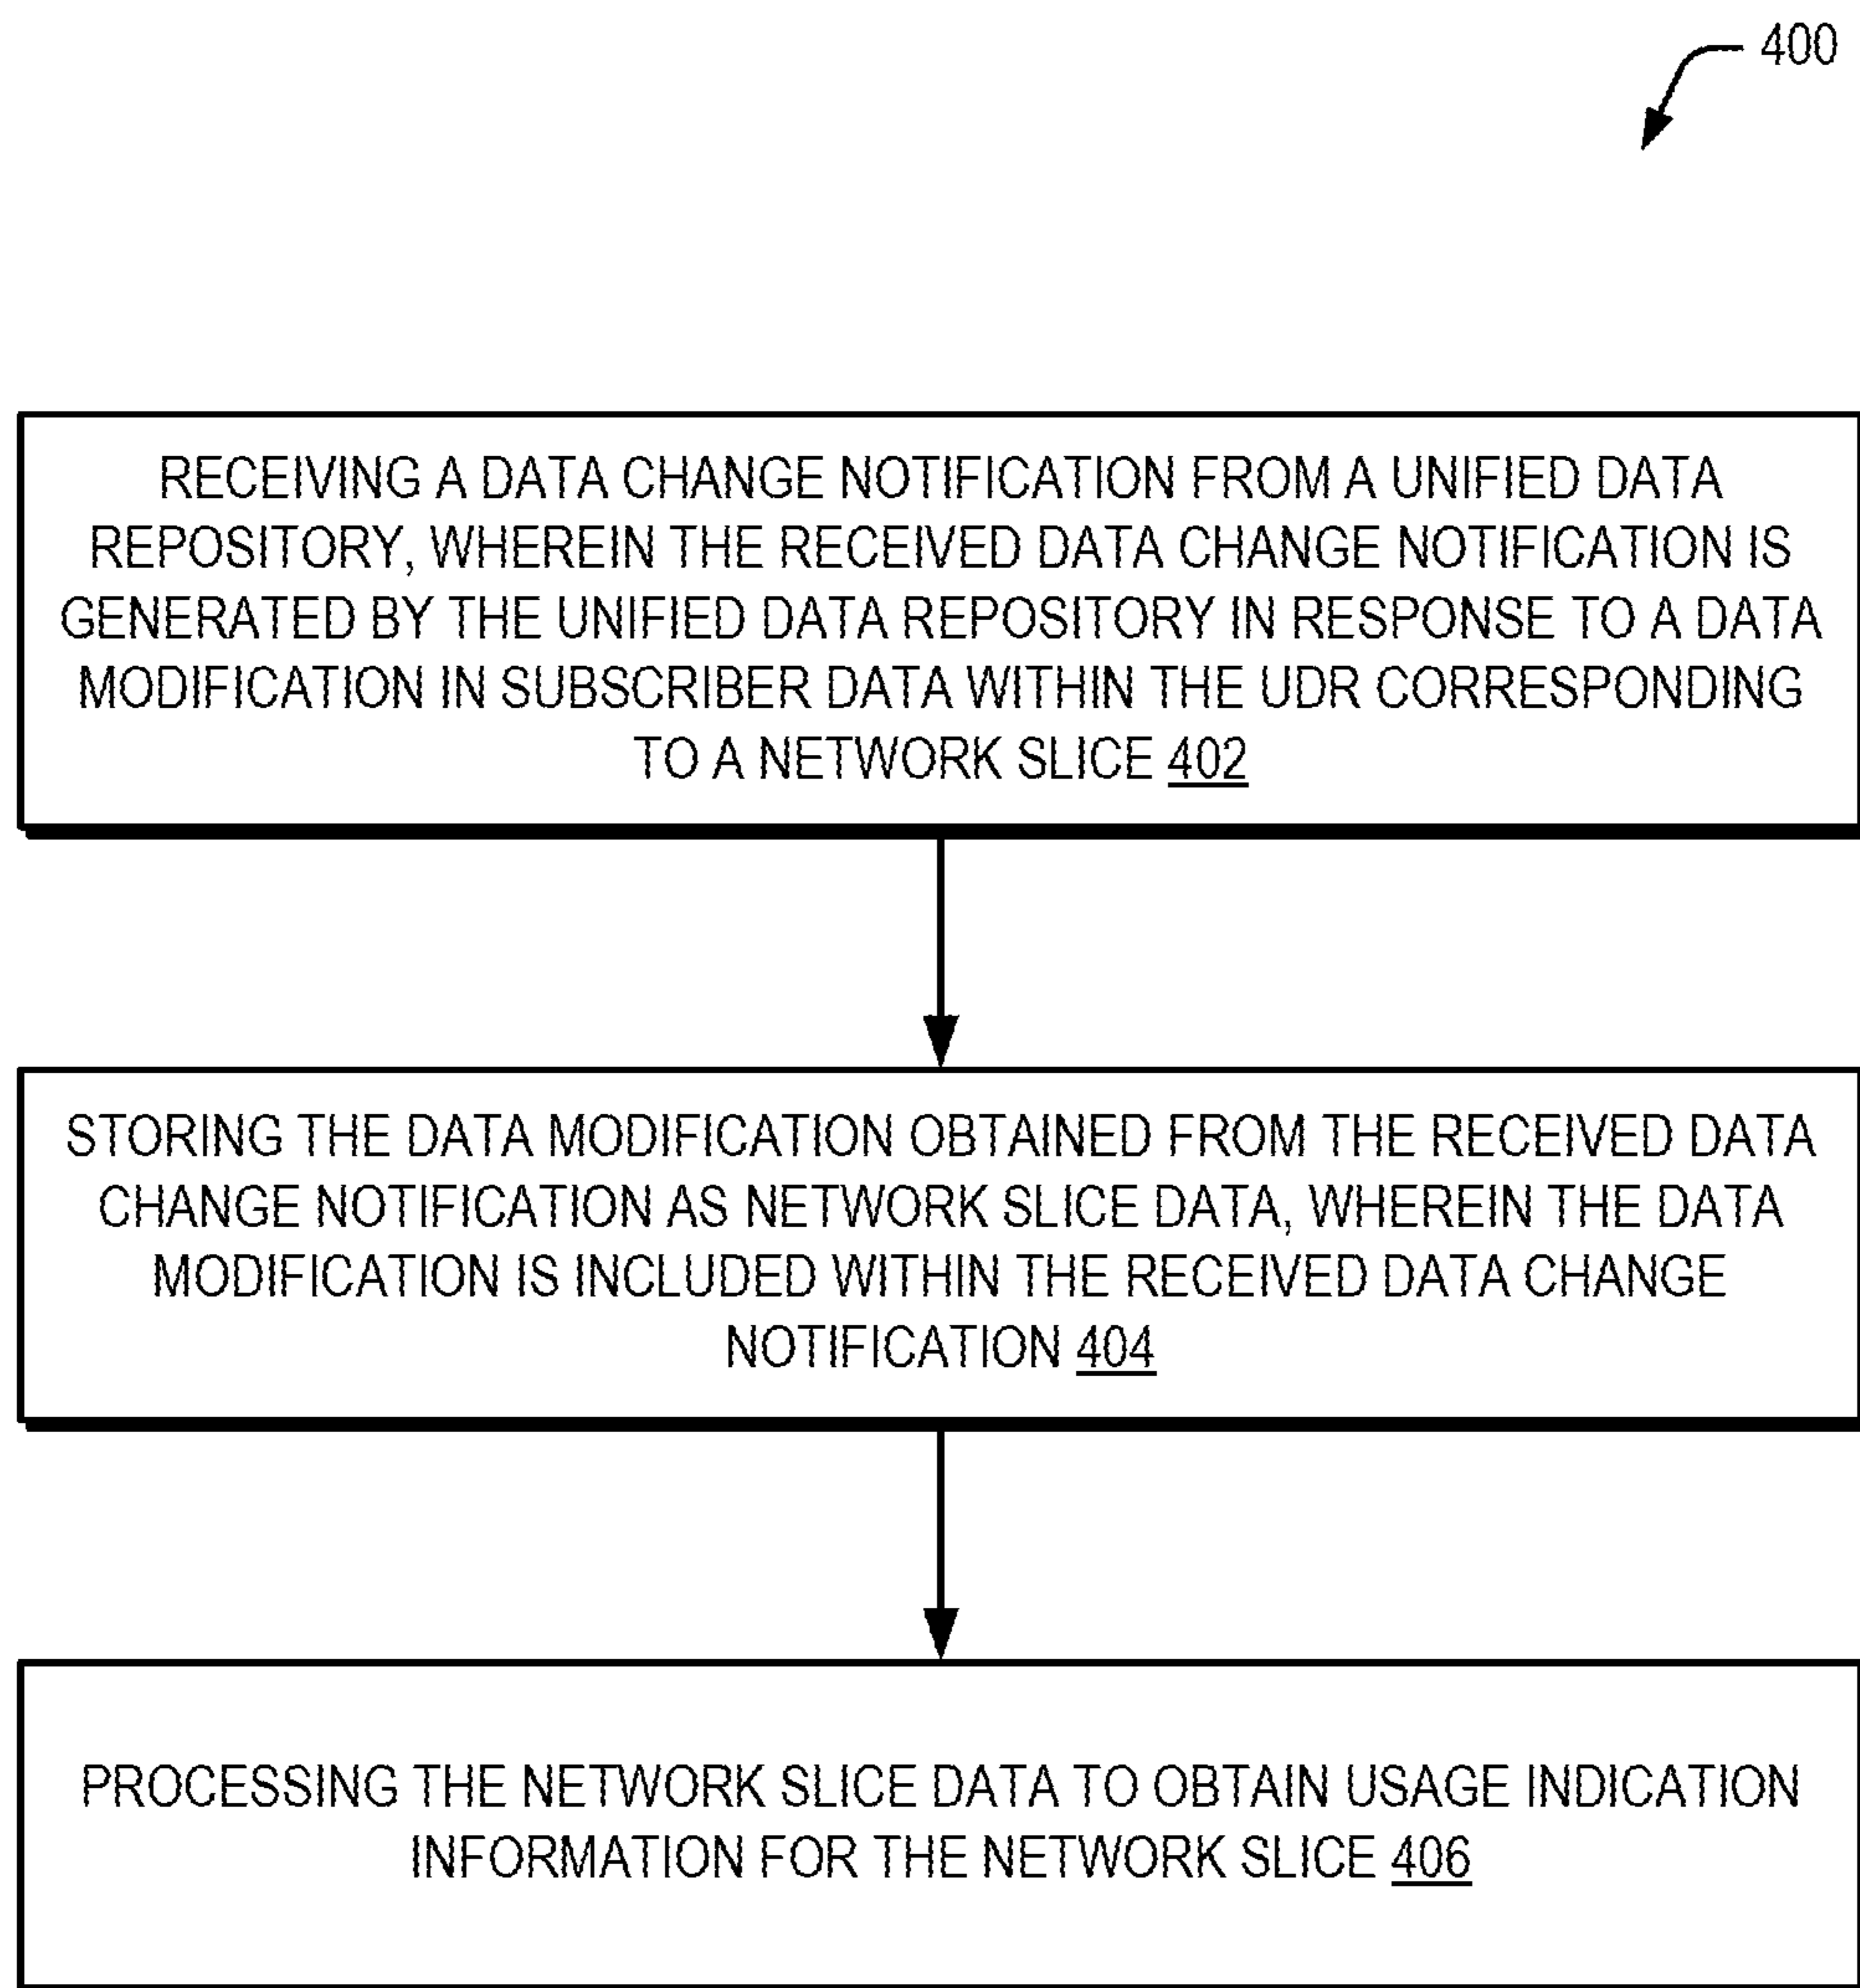 400
RECEIVING A DATA CHANGE NOTIFICATION FROM A UNIFIED DATA
REPOSITORY, WHEREIN THE RECEIVED DATA CHANGE NOTIFICATION IS
GENERATED BY THE UNIFIED DATA REPOSITORY IN RESPONSE TO A DATA
MODIFICATION IN SUBSCRIBER DATA WITHIN THE UDR CORRESPONDING
TO A NETWORK SLICE 402
STORING THE DATA MODIFICATION OBTAINED FROM THE RECEIVED DATA
CHANGE NOTIFICATION AS NETWORK SLICE DATA, WHEREIN THE DATA
MODIFICATION IS INCLUDED WITHIN THE RECEIVED DATA CHANGE
NOTIFICATION 404
PROCESSING THE NETWORK SLICE DATA TO OBTAIN USAGE INDICATION
INFORMATION FOR THE NETWORK SLICE 406